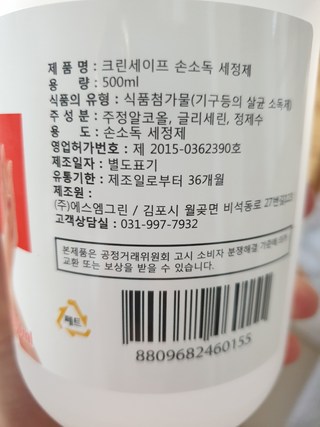 제 품 명 : 크린세이프 손소독 세정제
용 량 : 500ml
식품의 유형 : 식품첨가물(기구등의 살균 소독제)
주 성 분 : 주정알코올, 글리세린, 정제수
용 도 : 손소독 세정제
영업허가번호 : 제 2015-0362390호
제조일자 : 별도표기
유통기한 : 제조일로부터 36개월
제조원 :
(주)에스엠그린 / 김포시 월곶면 비석동로 27번길
고객상담실 : 031-997-7932
본제품은 공정거래위원회 고시 소비자 분쟁해결 기준에
교환 또는 보상을 받을 수 있습니다.
페트
8809682460155
ml